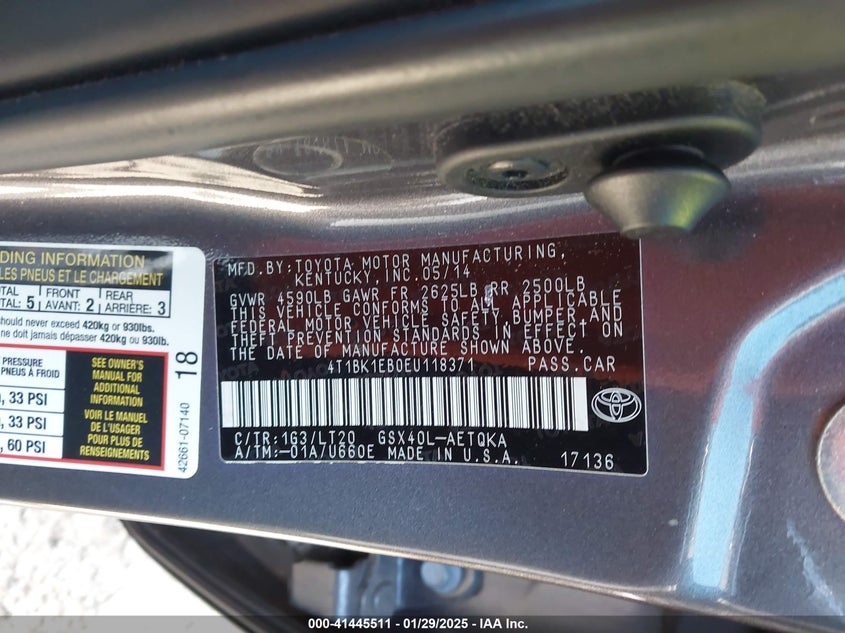 DING INFORMATION
LES PNEUS ET LE CHARGEMENT
TAL: 5 FRONT AVANT: 2 REAR ARRIÈRE: 3
hould never exceed 420kg or 930lbs.
ne doit jamais dépasser 420kg ou 930lb.
PRESSURE
PNEUS À FROID
, 33 PSI
, 33 PSI
, 60 PSI
SEE OWNER'S
MANUAL FOR
ADDITIONAL
INFORMATION
VOIR LE MANUEL
DE L'USAGER
POUR PLUS DE
RENSEIGNEMENTS
18
42661-07140
MFD.BY:TOYOTA MOTOR MANUFACTURING,
KENTUCKY, INC.05/14
GVWR 4590LB GAWR FR 2625LB RR 2500LB
THIS VEHICLE CONFORMS TO ALL APPLICABLE
FEDERAL MOTOR VEHICLE SAFETY, BUMPER AND
THEFT PREVENTION STANDARDS IN EFFECT ON
THE DATE OF MANUFACTURE SHOWN ABOVE.
4T1BK1EB0EU118371 PASS.CAR
C/TR:1G3/LT20 GSX40L-AETQKA
A/TM:-01A/U660E MADE IN U.S.A.
17136
000-41445511 / 01/29/2025 - IAA Inc.